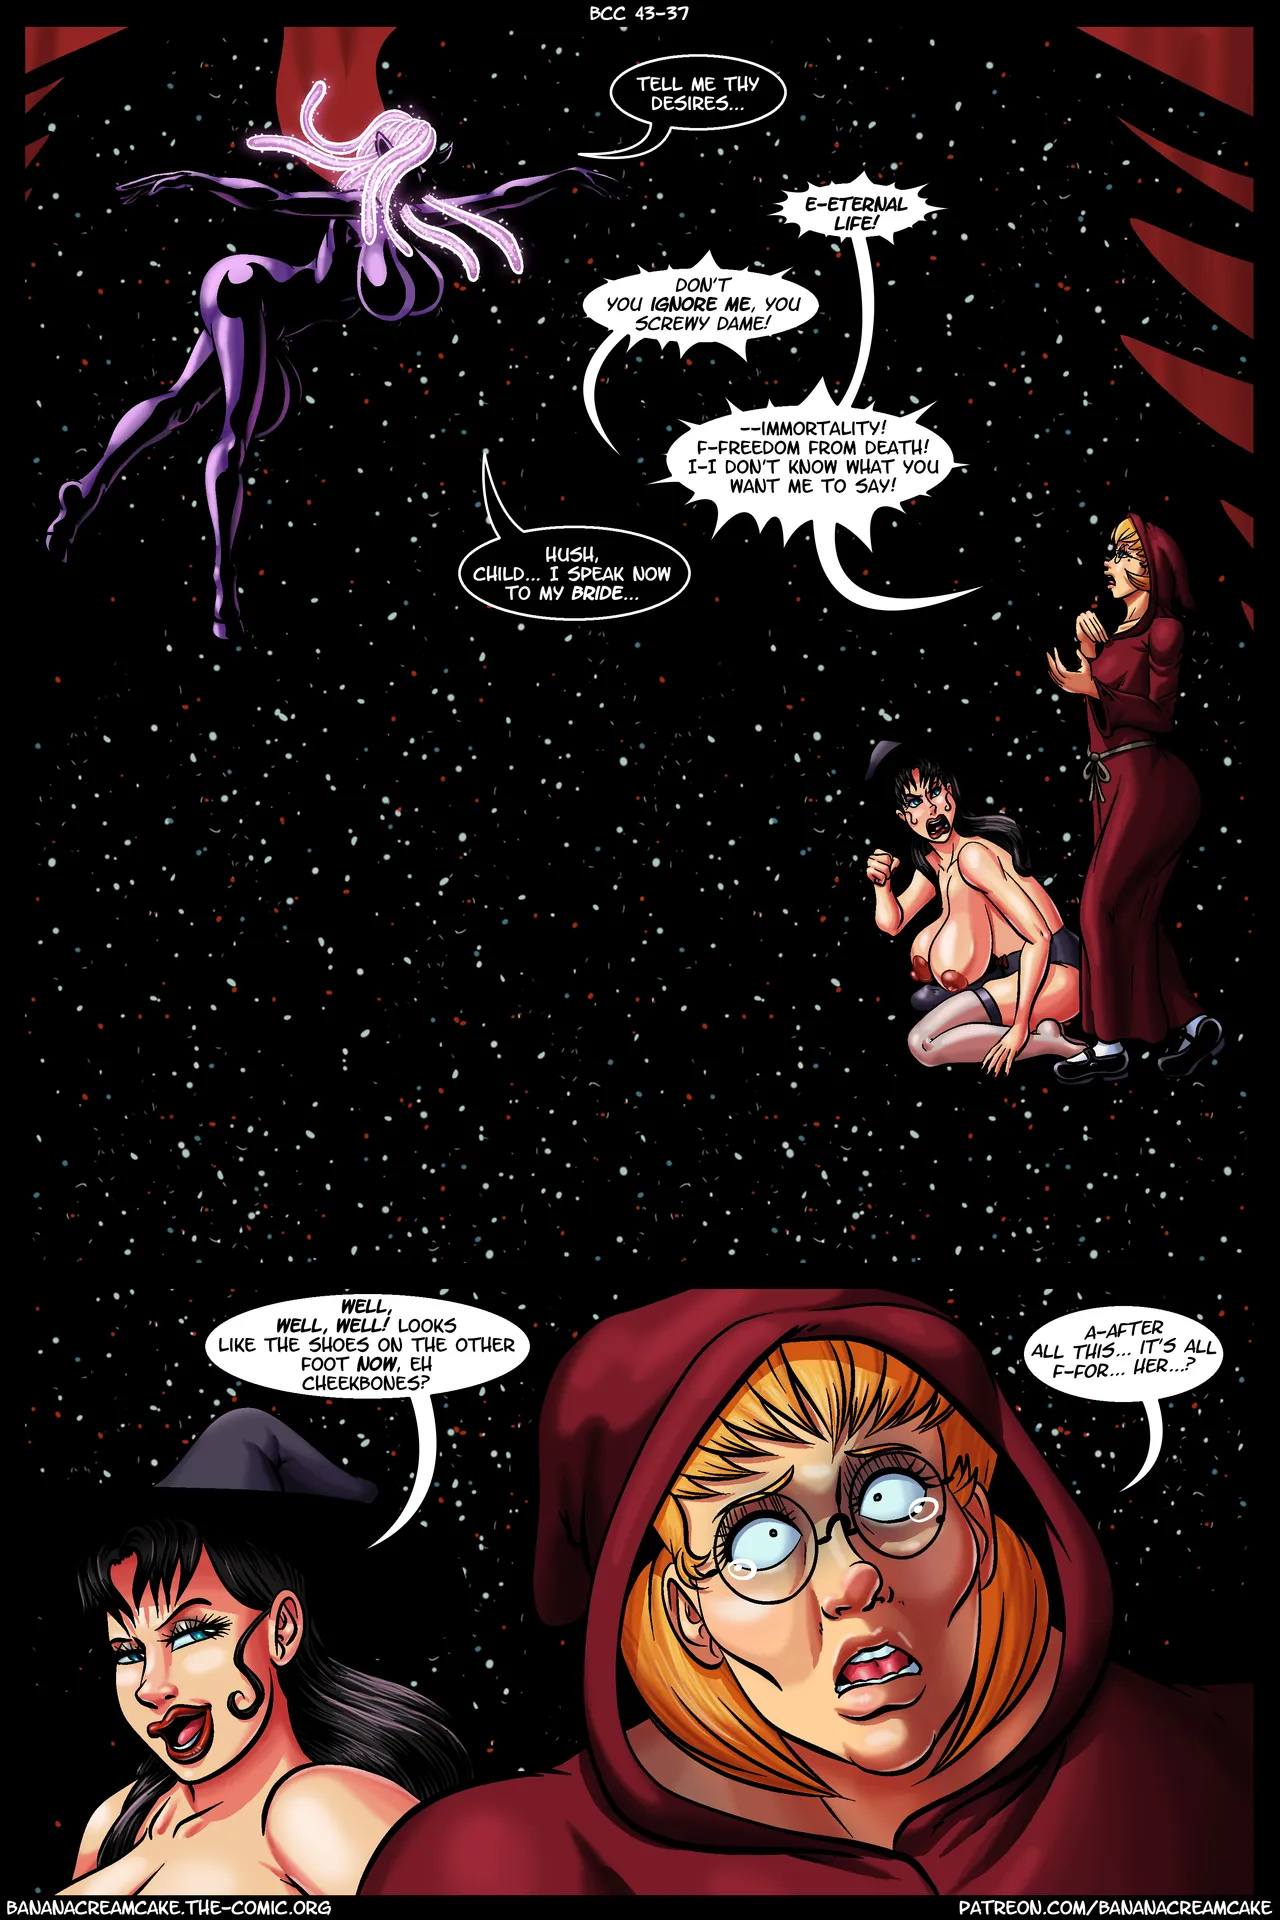 BCC 43-37
TELL ME THY
DESIRES...
E-ETERNAL
LIFE!
DON'T
YOU IGNORE ME, YOU
SCREWY DAME!
--IMMORTALITY!
F-FREEDOM FROM DEATH!
I-I DON'T KNOW WHAT YOU
WANT ME TO SAY!
HUSH,
CHILD... I SPEAK NOW
TO MY BRIDE...
WELL,
WELL, WELL! LOOKS
LIKE THE SHOES ON THE OTHER
FOOT NOW, EH
CHEEKBONES?
A-AFTER
ALL THIS... IT'S ALL
F-FOR... HER...?
BANANACREAMCAKE.THE-COMIC.ORG
PATREON.COM/BANANACREAMCAKE